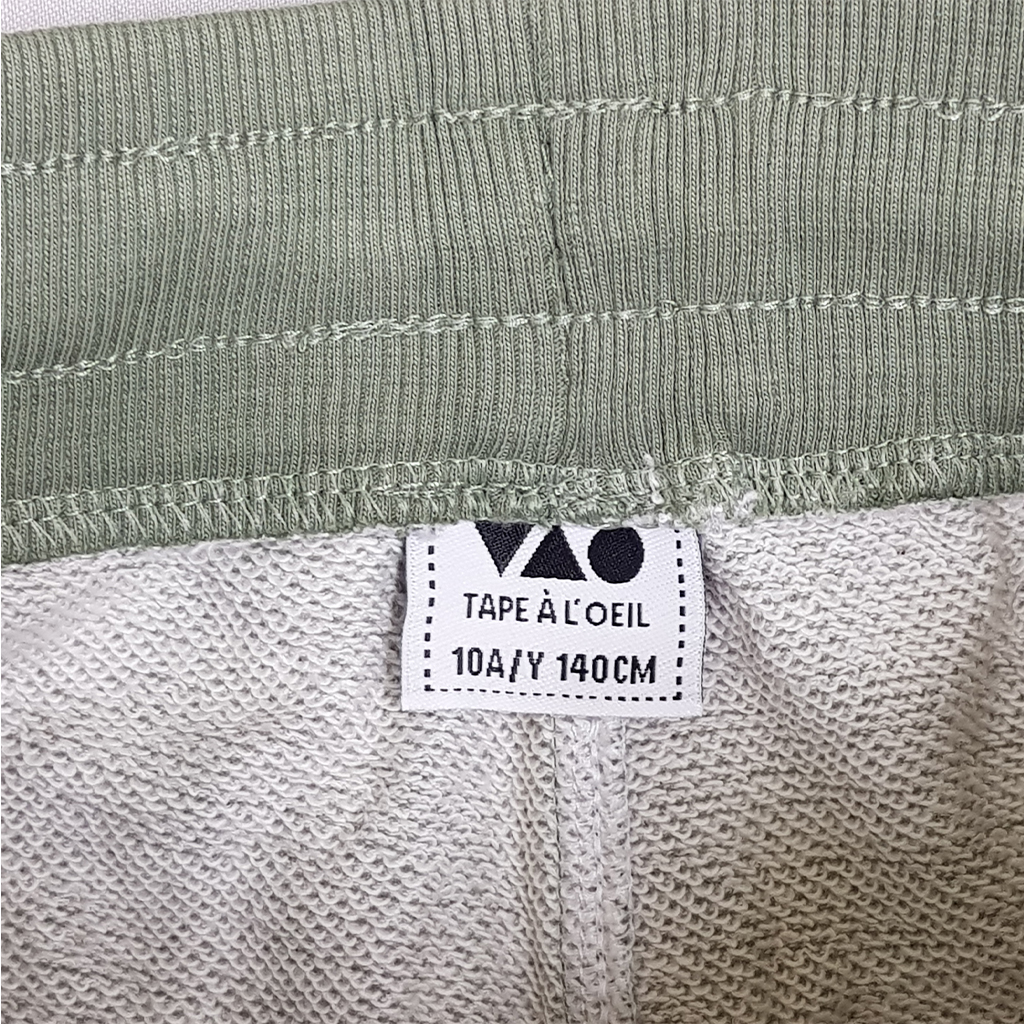 TAPE À L'OEIL
10A/Y 140CM